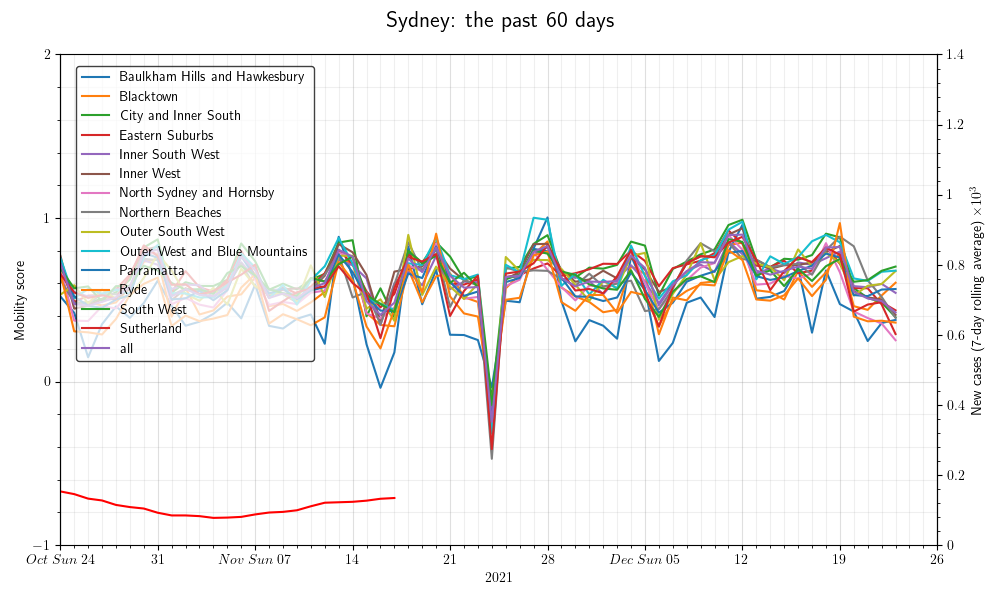 Sydney: the past 60 days
2
1
0
−1
Mobility score
Baulkham Hills and Hawkesbury
Blacktown
City and Inner South
Eastern Suburbs
Inner South West
Inner West
North Sydney and Hornsby
Northern Beaches
Outer South West
Outer West and Blue Mountains
Parramatta
Ryde
South West
Sutherland
all
1.4
1.2
1
0.8
0.6
0.4
0.2
0
New cases (7-day rolling average) ×10³
Oct Sun 24 31 Nov Sun 07 14 21 28 Dec Sun 05 12 19 26
2021